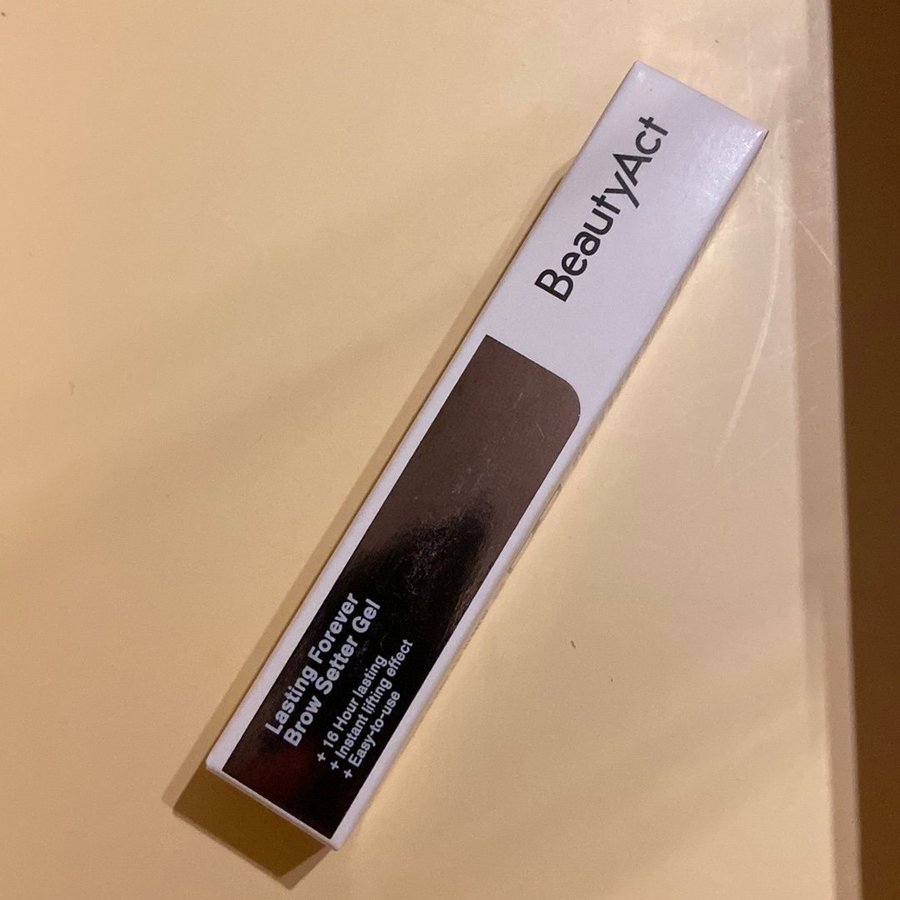 BeautyAct
Lasting Forever
Brow Setter Gel
+ 16 Hour lasting
+ Instant lifting effect
+ Easy-to-use